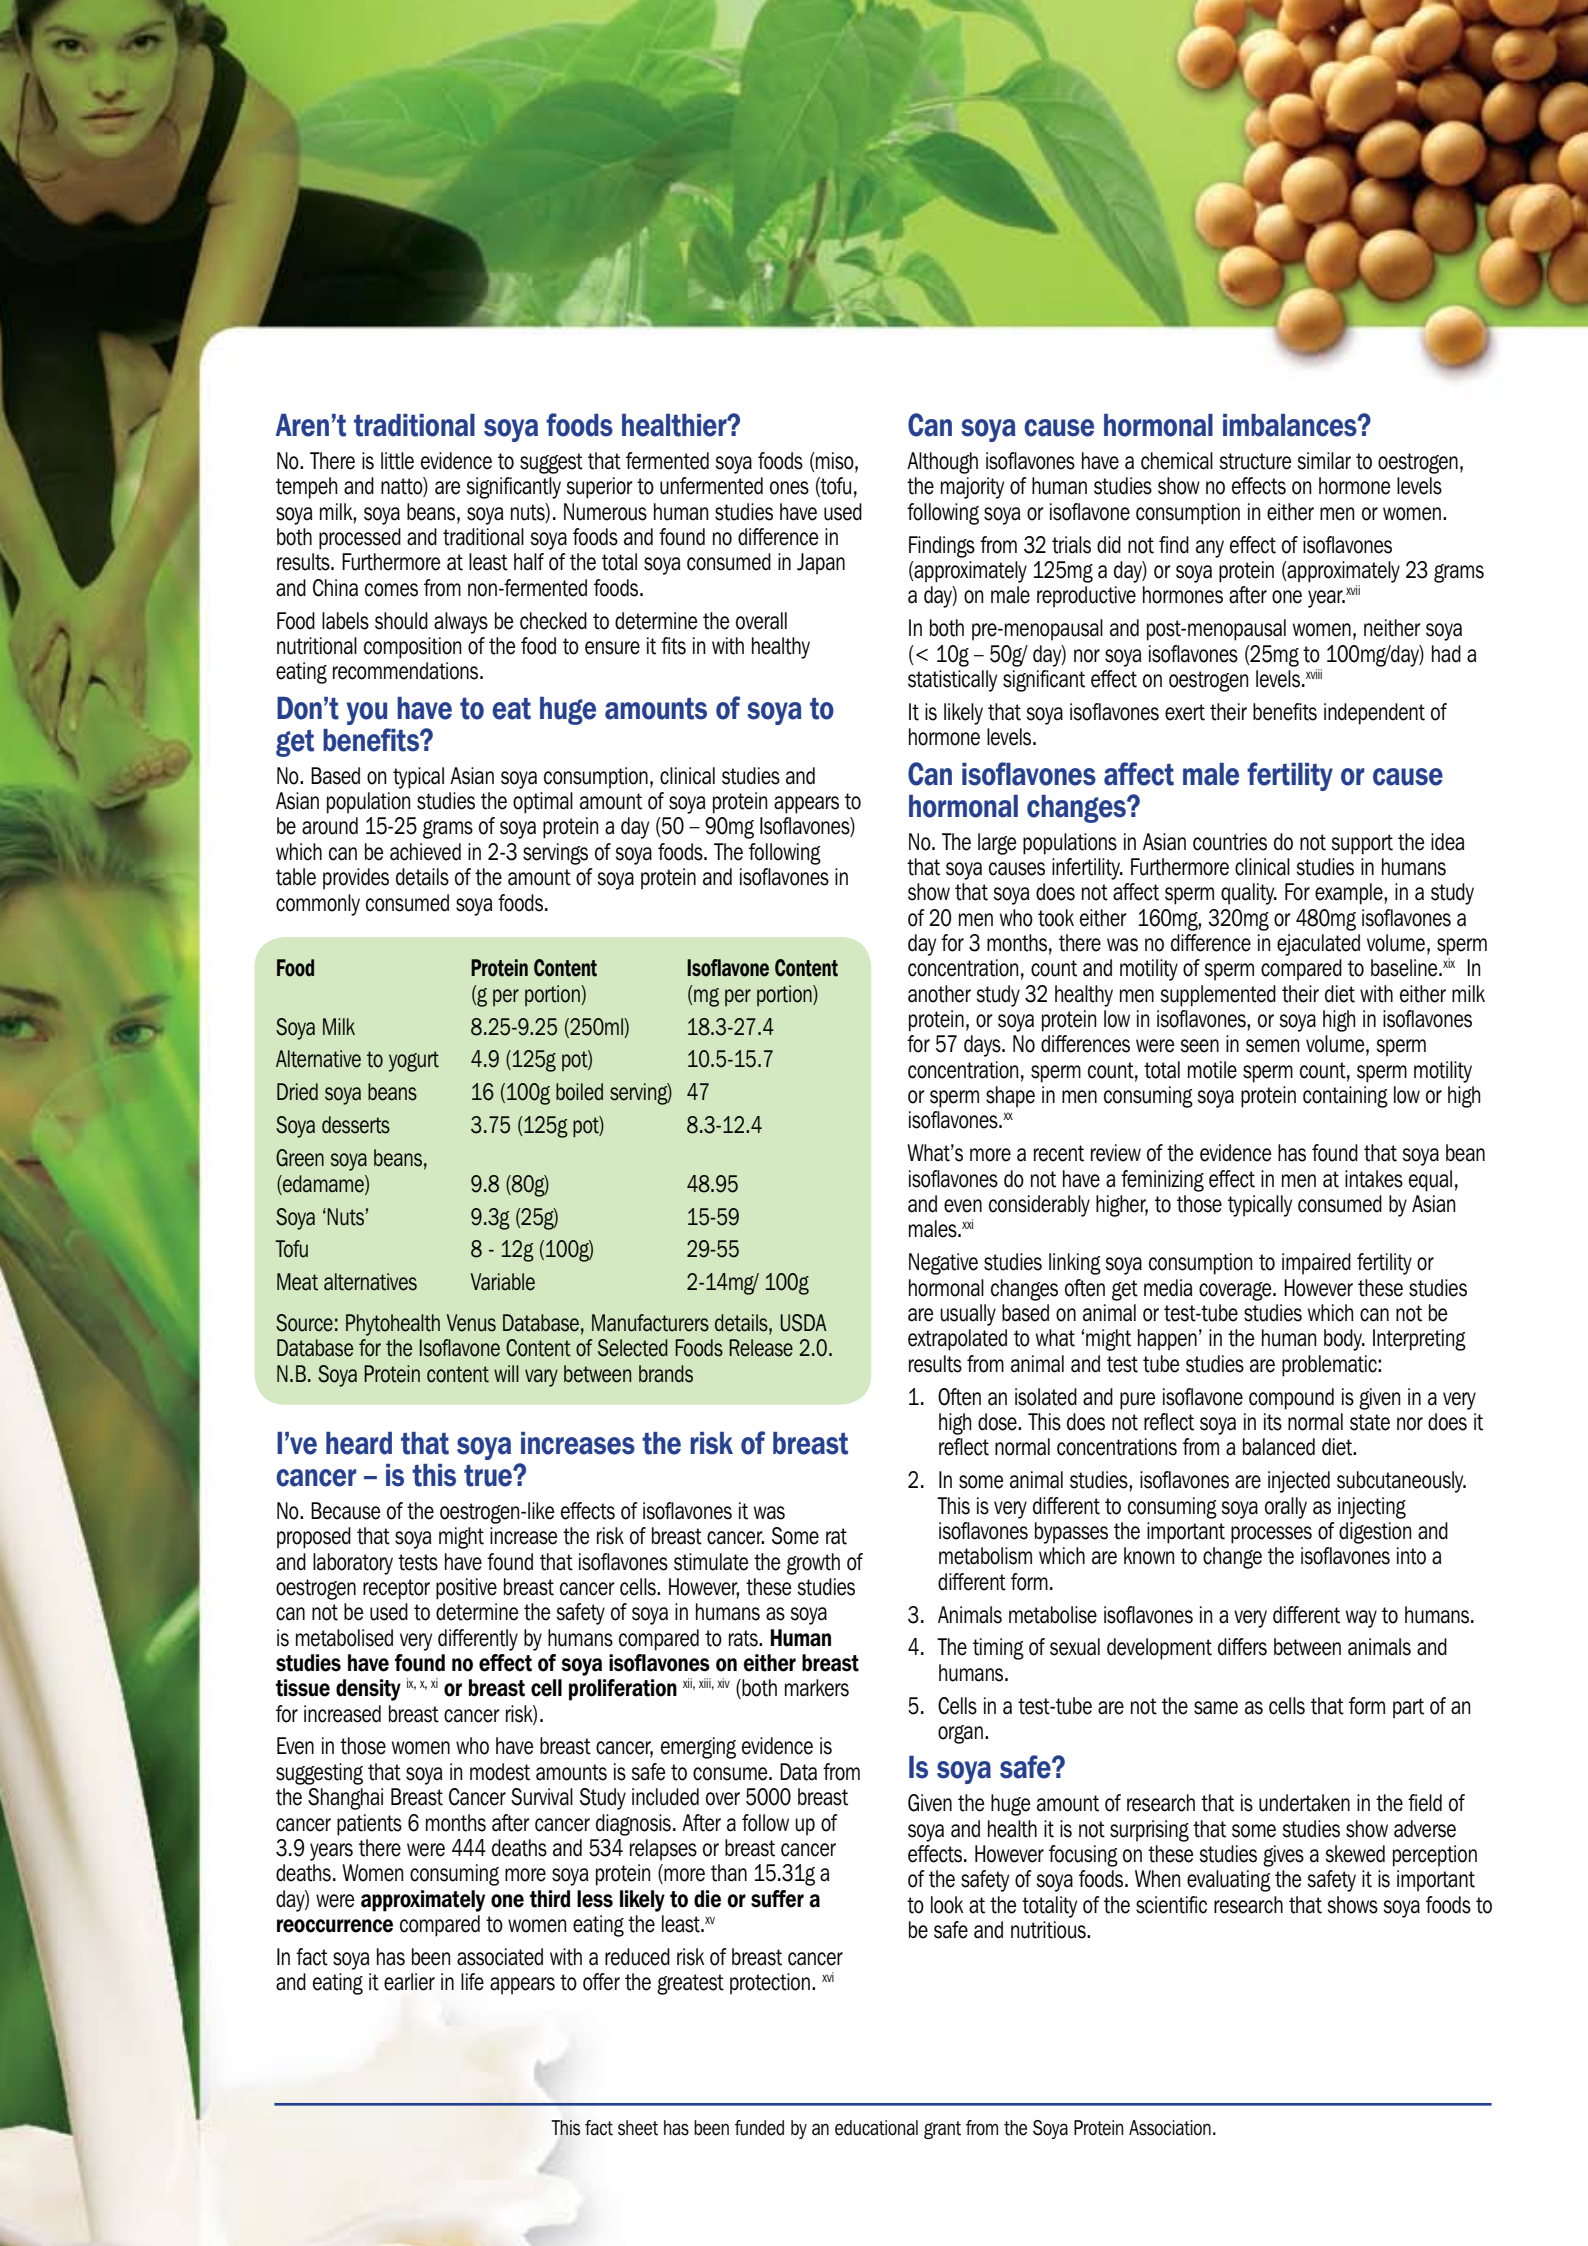 Aren't traditional soya foods healthier?
No. There is little evidence to suggest that fermented soya foods (miso,
tempeh and natto) are significantly superior to unfermented ones (tofu,
soya milk, soya beans, soya nuts). Numerous human studies have used
both processed and traditional soya foods and found no difference in
results. Furthermore at least half of the total soya consumed in Japan
and China comes from non-fermented foods.
Food labels should always be checked to determine the overall
nutritional composition of the food to ensure it fits in with healthy
eating recommendations.
Don't you have to eat huge amounts of soya to
get benefits?
No. Based on typical Asian soya consumption, clinical studies and
Asian population studies the optimal amount of soya protein appears to
be around 15-25 grams of soya protein a day (50 – 90mg Isoflavones)
which can be achieved in 2-3 servings of soya foods. The following
table provides details of the amount of soya protein and isoflavones in
commonly consumed soya foods.
Food Protein Content Isoflavone Content
(g per portion) (mg per portion)
Soya Milk 8.25-9.25 (250ml) 18.3-27.4
Alternative to yogurt 4.9 (125g pot) 10.5-15.7
Dried soya beans 16 (100g boiled serving) 47
Soya desserts 3.75 (125g pot) 8.3-12.4
Green soya beans,
(edamame) 9.8 (80g) 48.95
Soya 'Nuts' 9.3g (25g) 15-59
Tofu 8 - 12g (100g) 29-55
Meat alternatives Variable 2-14mg/ 100g
Source: Phytohealth Venus Database, Manufacturers details, USDA
Database for the Isoflavone Content of Selected Foods Release 2.0.
N.B. Soya Protein content will vary between brands
I've heard that soya increases the risk of breast
cancer – is this true?
No. Because of the oestrogen-like effects of isoflavones it was
proposed that soya might increase the risk of breast cancer. Some rat
and laboratory tests have found that isoflavones stimulate the growth of
oestrogen receptor positive breast cancer cells. However, these studies
can not be used to determine the safety of soya in humans as soya
is metabolised very differently by humans compared to rats. Human
studies have found no effect of soya isoflavones on either breast
tissue density ix, x, xi or breast cell proliferation xii, xiii, xiv (both markers
for increased breast cancer risk).
Even in those women who have breast cancer, emerging evidence is
suggesting that soya in modest amounts is safe to consume. Data from
the Shanghai Breast Cancer Survival Study included over 5000 breast
cancer patients 6 months after cancer diagnosis. After a follow up of
3.9 years there were 444 deaths and 534 relapses or breast cancer
deaths. Women consuming more soya protein (more than 15.31g a
day) were approximately one third less likely to die or suffer a
reoccurrence compared to women eating the least.xv
In fact soya has been associated with a reduced risk of breast cancer
and eating it earlier in life appears to offer the greatest protection. xvi
Can soya cause hormonal imbalances?
Although isoflavones have a chemical structure similar to oestrogen,
the majority of human studies show no effects on hormone levels
following soya or isoflavone consumption in either men or women.
Findings from 32 trials did not find any effect of isoflavones
(approximately 125mg a day) or soya protein (approximately 23 grams
a day) on male reproductive hormones after one year.xvii
In both pre-menopausal and post-menopausal women, neither soya
(< 10g – 50g/ day) nor soya isoflavones (25mg to 100mg/day) had a
statistically significant effect on oestrogen levels.xviii
It is likely that soya isoflavones exert their benefits independent of
hormone levels.
Can isoflavones affect male fertility or cause
hormonal changes?
No. The large populations in Asian countries do not support the idea
that soya causes infertility. Furthermore clinical studies in humans
show that soya does not affect sperm quality. For example, in a study
of 20 men who took either 160mg, 320mg or 480mg isoflavones a
day for 3 months, there was no difference in ejaculated volume, sperm
concentration, count and motility of sperm compared to baseline.xix In
another study 32 healthy men supplemented their diet with either milk
protein, or soya protein low in isoflavones, or soya high in isoflavones
for 57 days. No differences were seen in semen volume, sperm
concentration, sperm count, total motile sperm count, sperm motility
or sperm shape in men consuming soya protein containing low or high
isoflavones.xx
What's more a recent review of the evidence has found that soya bean
isoflavones do not have a feminizing effect in men at intakes equal,
and even considerably higher, to those typically consumed by Asian
males.xxi
Negative studies linking soya consumption to impaired fertility or
hormonal changes often get media coverage. However these studies
are usually based on animal or test-tube studies which can not be
extrapolated to what 'might happen' in the human body. Interpreting
results from animal and test tube studies are problematic:
1. Often an isolated and pure isoflavone compound is given in a very
high dose. This does not reflect soya in its normal state nor does it
reflect normal concentrations from a balanced diet.
2. In some animal studies, isoflavones are injected subcutaneously.
This is very different to consuming soya orally as injecting
isoflavones bypasses the important processes of digestion and
metabolism which are known to change the isoflavones into a
different form.
3. Animals metabolise isoflavones in a very different way to humans.
4. The timing of sexual development differs between animals and
humans.
5. Cells in a test-tube are not the same as cells that form part of an
organ.
Is soya safe?
Given the huge amount of research that is undertaken in the field of
soya and health it is not surprising that some studies show adverse
effects. However focusing on these studies gives a skewed perception
of the safety of soya foods. When evaluating the safety it is important
to look at the totality of the scientific research that shows soya foods to
be safe and nutritious.
This fact sheet has been funded by an educational grant from the Soya Protein Association.